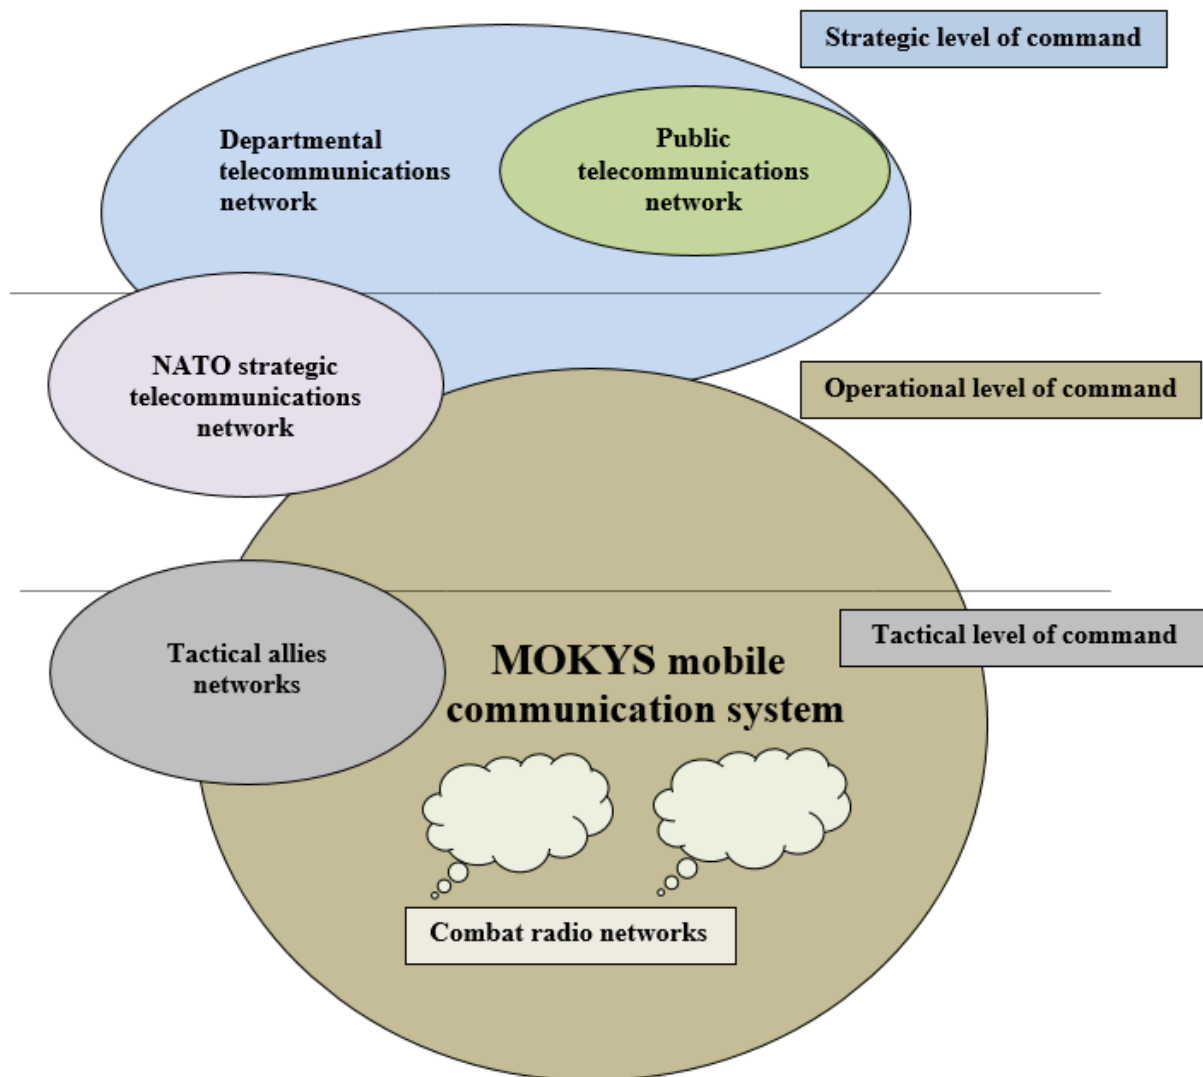 Strategic level of command
Departmental
telecommunications
network
Public
telecommunications
network
NATO strategic
telecommunications
network
Operational level of command
Tactical level of command
Tactical allies
networks
MOKYS mobile
communication system
Combat radio networks